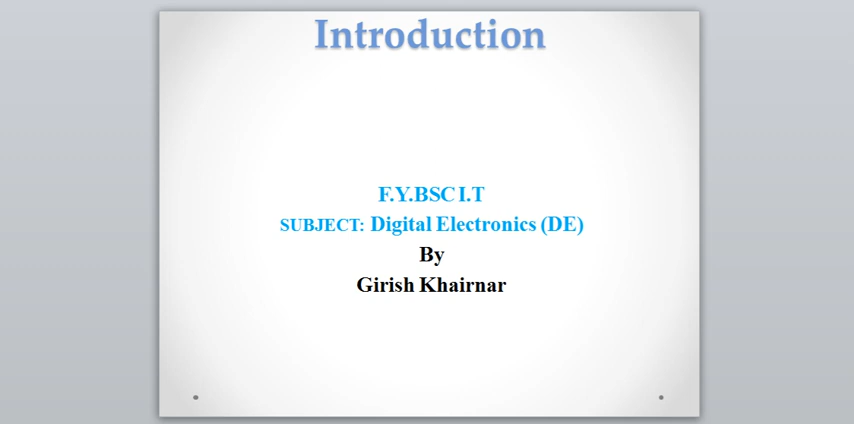 Introduction
F.Y.BSC I.T
SUBJECT: Digital Electronics (DE)
By
Girish Khairnar